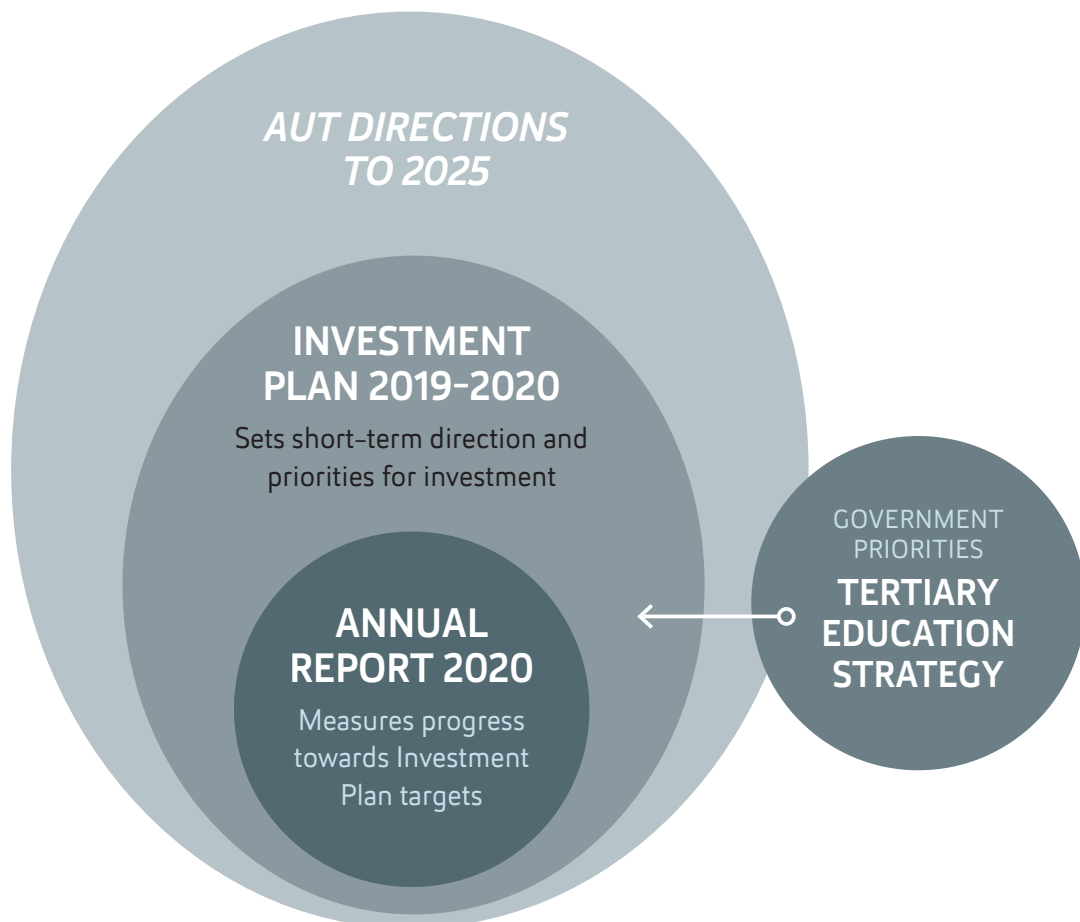 AUT DIRECTIONS
TO 2025
INVESTMENT
PLAN 2019-2020
Sets short-term direction and
priorities for investment
ANNUAL
REPORT 2020
Measures progress
towards Investment
Plan targets
GOVERNMENT
PRIORITIES
TERTIARY
EDUCATION
STRATEGY